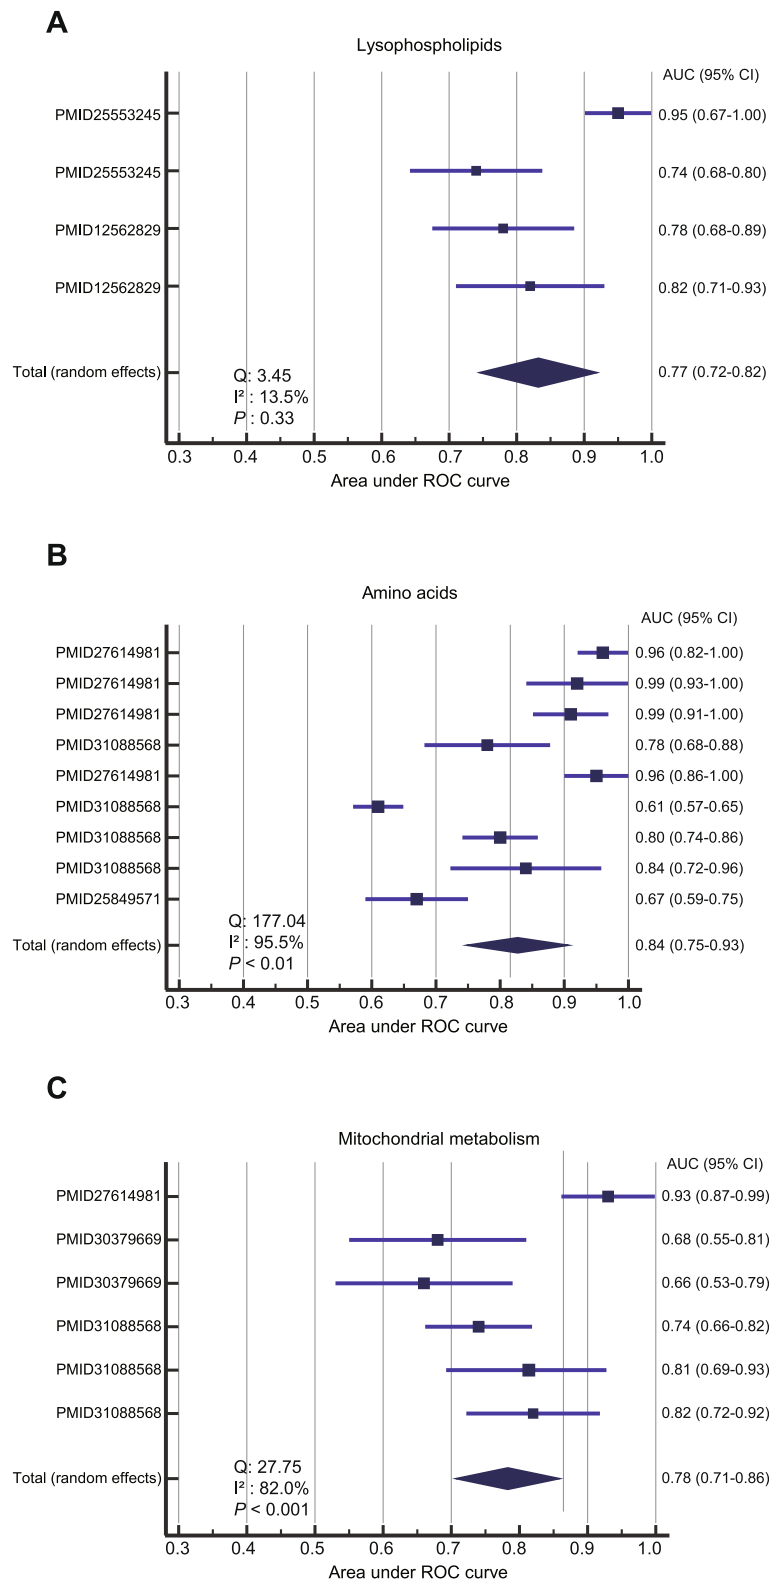 A
Lysophospholipids
AUC (95% CI)
PMID25553245 0.95 (0.67-1.00)
PMID25553245 0.74 (0.68-0.80)
PMID12562829 0.78 (0.68-0.89)
PMID12562829 0.82 (0.71-0.93)
Total (random effects) 0.77 (0.72-0.82)
Q: 3.45
I² : 13.5%
P : 0.33
0.3 0.4 0.5 0.6 0.7 0.8 0.9 1.0
Area under ROC curve
B
Amino acids
AUC (95% CI)
PMID27614981 0.96 (0.82-1.00)
PMID27614981 0.99 (0.93-1.00)
PMID27614981 0.99 (0.91-1.00)
PMID31088568 0.78 (0.68-0.88)
PMID27614981 0.96 (0.86-1.00)
PMID31088568 0.61 (0.57-0.65)
PMID31088568 0.80 (0.74-0.86)
PMID31088568 0.84 (0.72-0.96)
PMID25849571 0.67 (0.59-0.75)
Total (random effects) 0.84 (0.75-0.93)
Q: 177.04
I² : 95.5%
P < 0.01
0.3 0.4 0.5 0.6 0.7 0.8 0.9 1.0
Area under ROC curve
C
Mitochondrial metabolism
AUC (95% CI)
PMID27614981 0.93 (0.87-0.99)
PMID30379669 0.68 (0.55-0.81)
PMID30379669 0.66 (0.53-0.79)
PMID31088568 0.74 (0.66-0.82)
PMID31088568 0.81 (0.69-0.93)
PMID31088568 0.82 (0.72-0.92)
Total (random effects) 0.78 (0.71-0.86)
Q: 27.75
I² : 82.0%
P < 0.001
0.3 0.4 0.5 0.6 0.7 0.8 0.9 1.0
Area under ROC curve